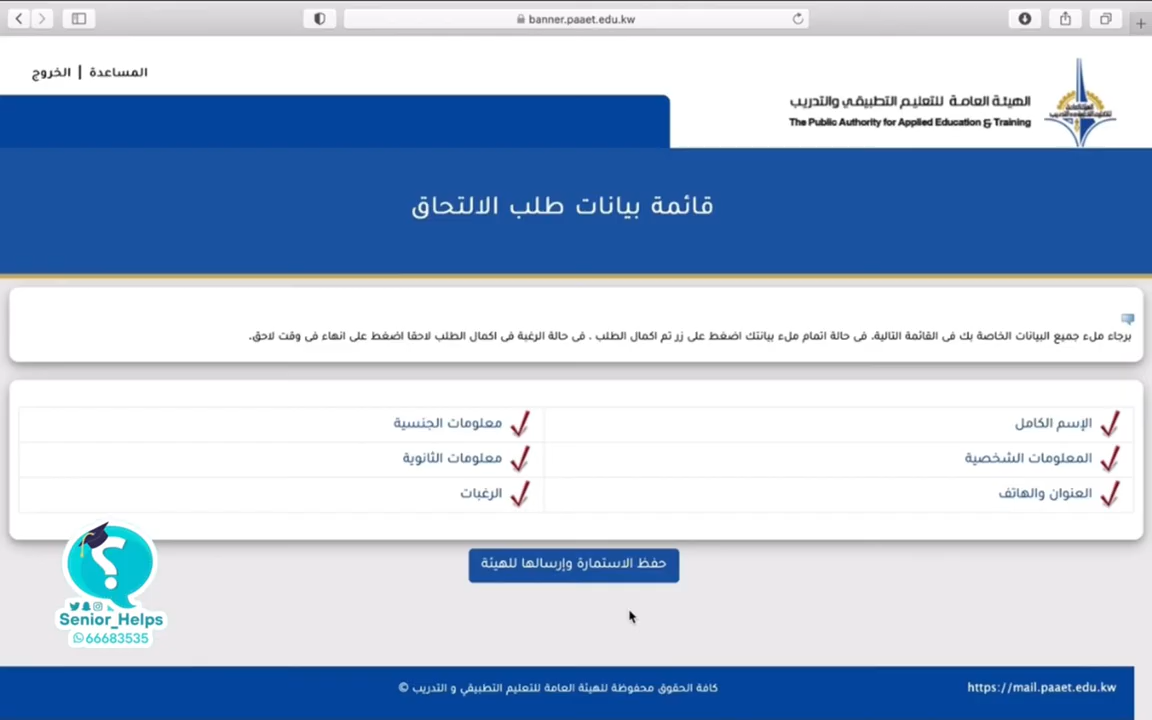 banner.paaet.edu.kw
المساعدة | الخروج
الهيئة العامة للتعليم التطبيقي والتدريب
The Public Authority for Applied Education & Training
قائمة بيانات طلب الالتحاق
برجاء ملء جميع البيانات الخاصة بك فى القائمة التالية. فى حالة اتمام ملء بيانتك اضغط على زر تم اكمال الطلب . فى حالة الرغبة فى اكمال الطلب لاحقا اضغط على انهاء فى وقت لاحق.
الإسم الكامل
معلومات الجنسية
المعلومات الشخصية
معلومات الثانوية
العنوان والهاتف
الرغبات
حفظ الاستمارة وإرسالها للهيئة
Senior_Helps
66683535
https://mail.paaet.edu.kw
كافة الحقوق محفوظة للهيئة العامة للتعليم التطبيقي و التدريب ©